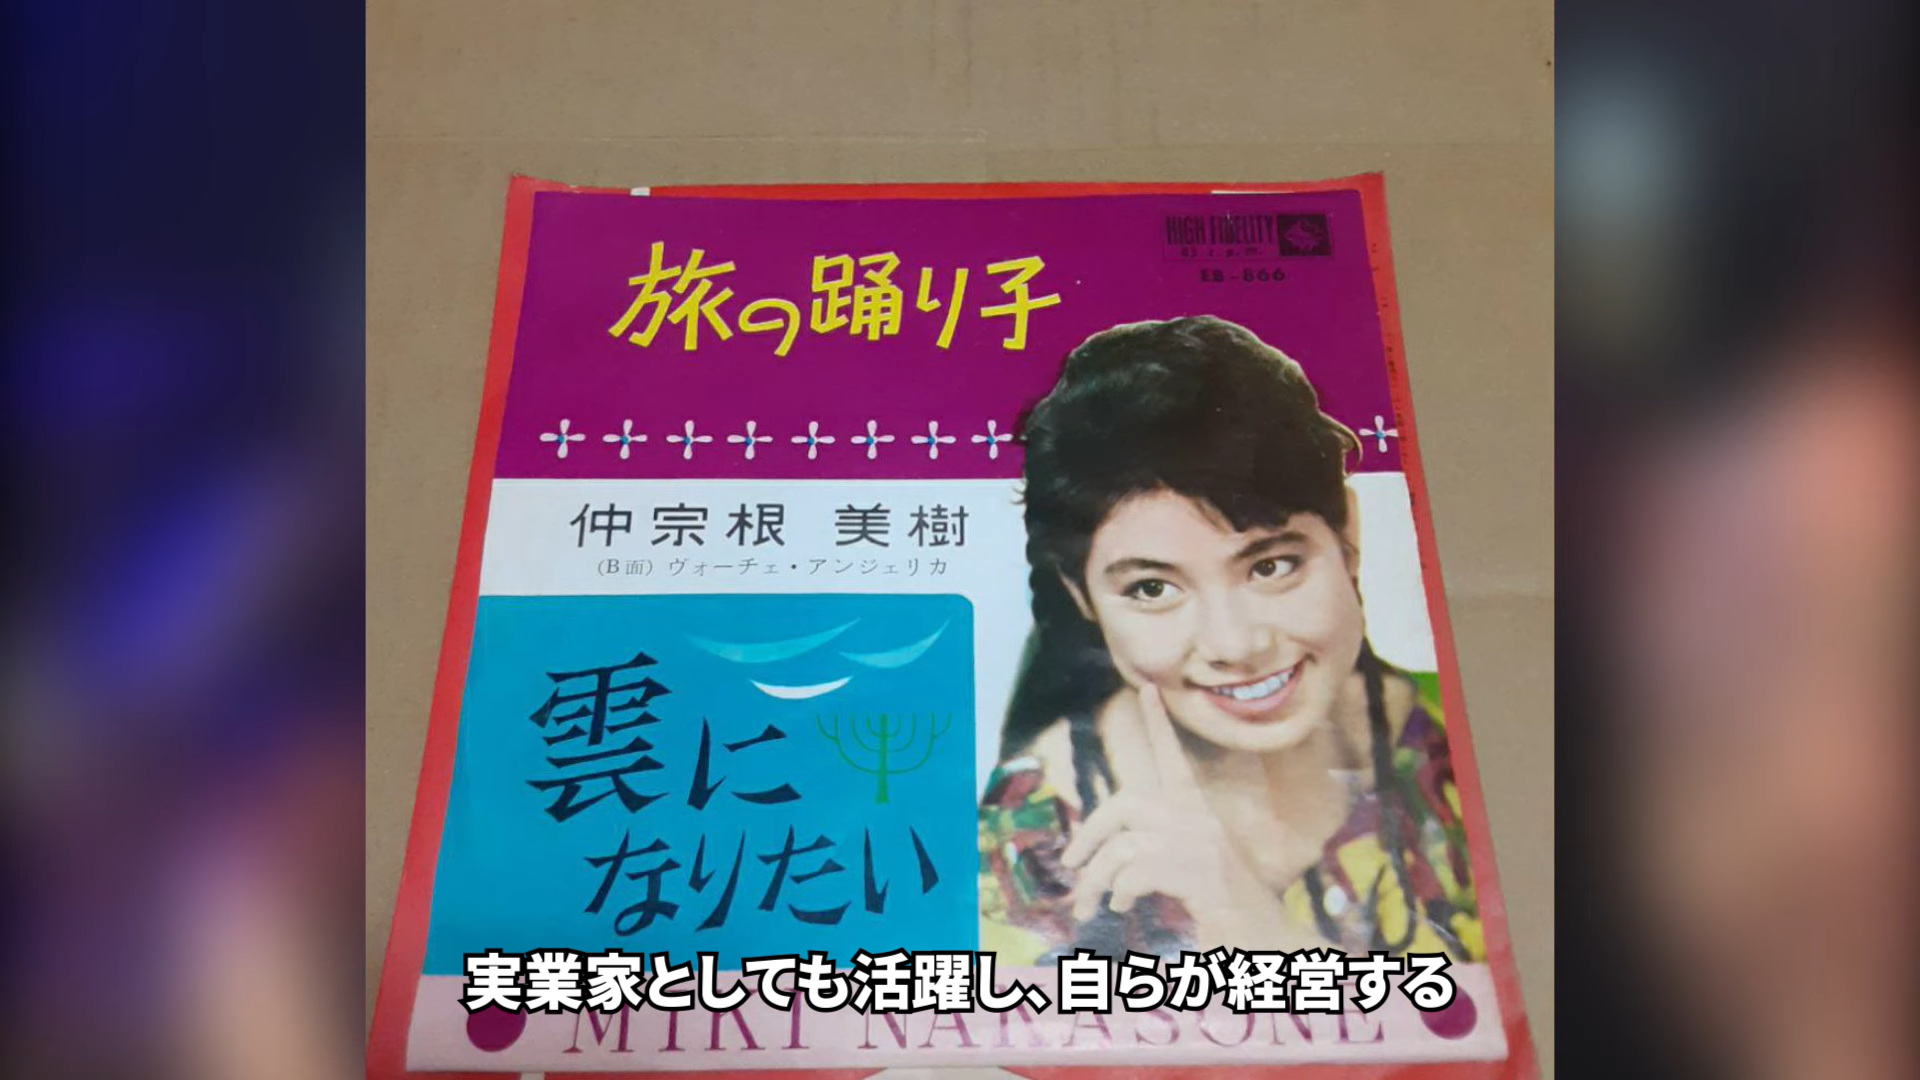 HIGH FIDELITY
45 r.p.m.
EB-866
旅の踊り子
仲宗根 美樹
(B面) ヴォーチェ・アンジェリカ
雲に
なりたい
実業家としても活躍し、自らが経営する
MIKI NAKASONE